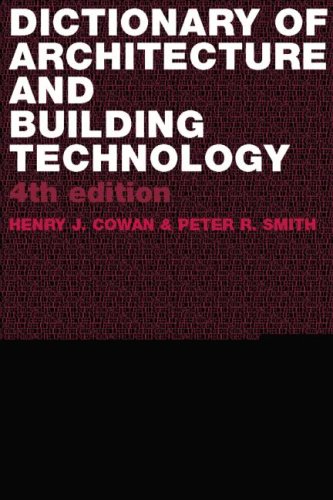 DICTIONARY OF
ARCHITECTURE
AND
BUILDING
TECHNOLOGY
4th edition
HENRY J. COWAN & PETER R. SMITH